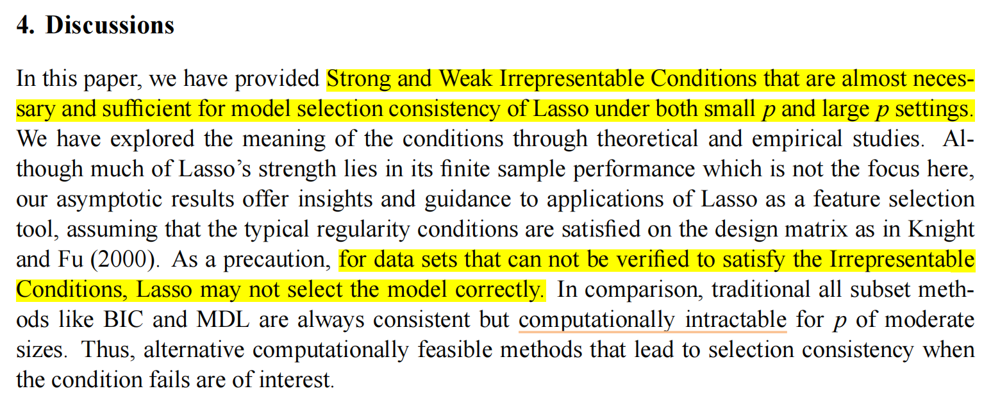 4. Discussions
In this paper, we have provided Strong and Weak Irrepresentable Conditions that are almost neces-
sary and sufficient for model selection consistency of Lasso under both small p and large p settings.
We have explored the meaning of the conditions through theoretical and empirical studies. Al-
though much of Lasso’s strength lies in its finite sample performance which is not the focus here,
our asymptotic results offer insights and guidance to applications of Lasso as a feature selection
tool, assuming that the typical regularity conditions are satisfied on the design matrix as in Knight
and Fu (2000). As a precaution, for data sets that can not be verified to satisfy the Irrepresentable
Conditions, Lasso may not select the model correctly. In comparison, traditional all subset meth-
ods like BIC and MDL are always consistent but computationally intractable for p of moderate
sizes. Thus, alternative computationally feasible methods that lead to selection consistency when
the condition fails are of interest.